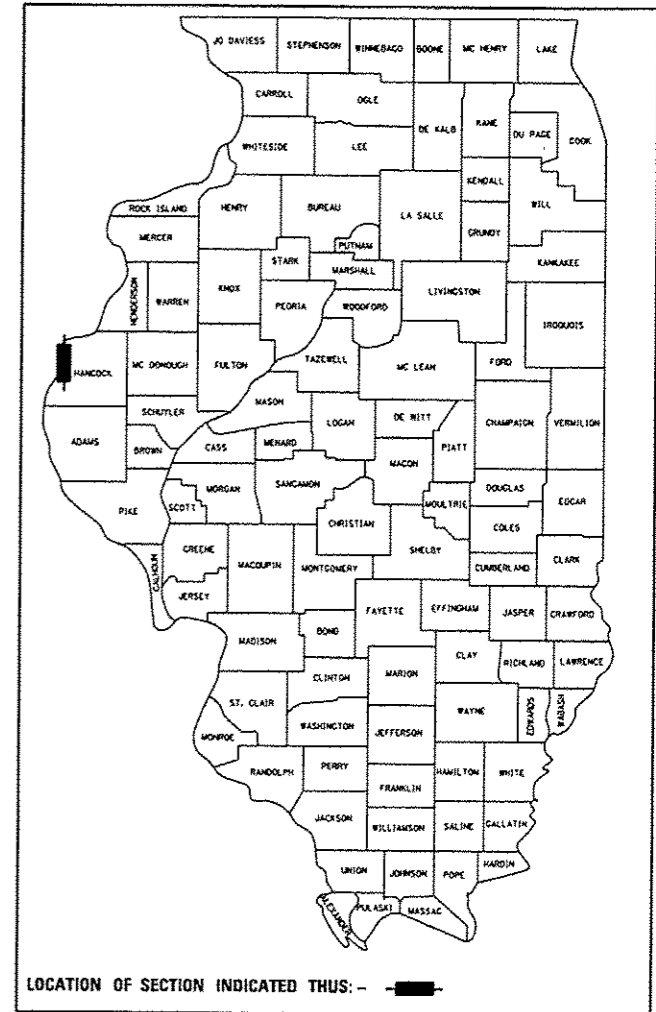 JO DAVIESS
STEPHENSON
WINNEBAGO
BOONE
MC HENRY
LAKE
CARROLL
OGLE
DE KALB
KANE
DU PAGE
COOK
WHITESIDE
LEE
KENDALL
WILL
ROCK ISLAND
HENRY
BUREAU
LA SALLE
GRUNDY
MERCER
PUTNAM
KANKAKEE
STARK
MARSHALL
HENDERSON
WARREN
KNOX
PEORIA
WOODFORD
LIVINGSTON
IROQUOIS
HANCOCK
MC DONOUGH
FULTON
TAZEWELL
MC LEAN
FORD
MASON
SCHUYLER
LOGAN
DE WITT
CHAMPAIGN
VERMILION
ADAMS
BROWN
CASS
MENARD
PIATT
MACON
MORGAN
SANGAMON
DOUGLAS
PIKE
SCOTT
MOULTRIE
EDGAR
CHRISTIAN
COLES
GREENE
SHELBY
CALHOUN
MACOUPIN
MONTGOMERY
CUMBERLAND
CLARK
JERSEY
FAYETTE
EFFINGHAM
JASPER
CRAWFORD
MADISON
BOND
CLAY
RICHLAND
LAWRENCE
CLINTON
MARION
ST. CLAIR
WAYNE
EDWARDS
WABASH
WASHINGTON
JEFFERSON
MONROE
RANDOLPH
PERRY
HAMILTON
WHITE
FRANKLIN
JACKSON
WILLIAMSON
SALINE
GALLATIN
UNION
JOHNSON
POPE
HARDIN
ALEXANDER
PULASKI
MASSAC
LOCATION OF SECTION INDICATED THUS: -